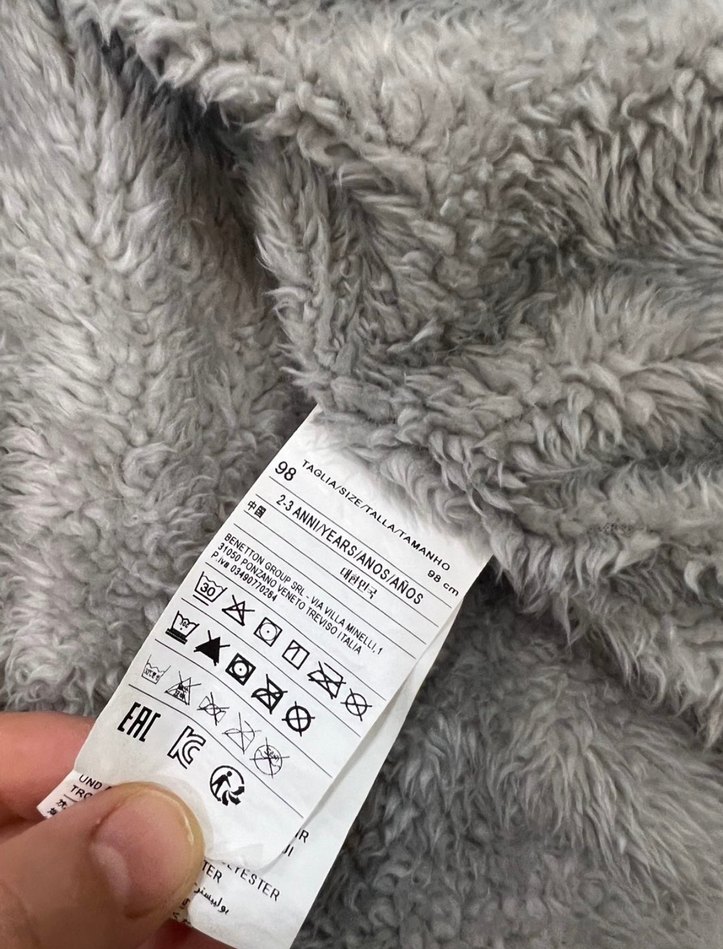 98
TAGLIA/SIZE/TALLA/TAMANHO
98 cm
2-3 ANNI/YEARS/ANOS/AÑOS
中国
대한민국
BENETTON GROUP SRL - VIA VILLA MINELLI,1
31050 PONZANO VENETO TREVISO ITALIA
P.iva 03490770264
30
EAC
UND